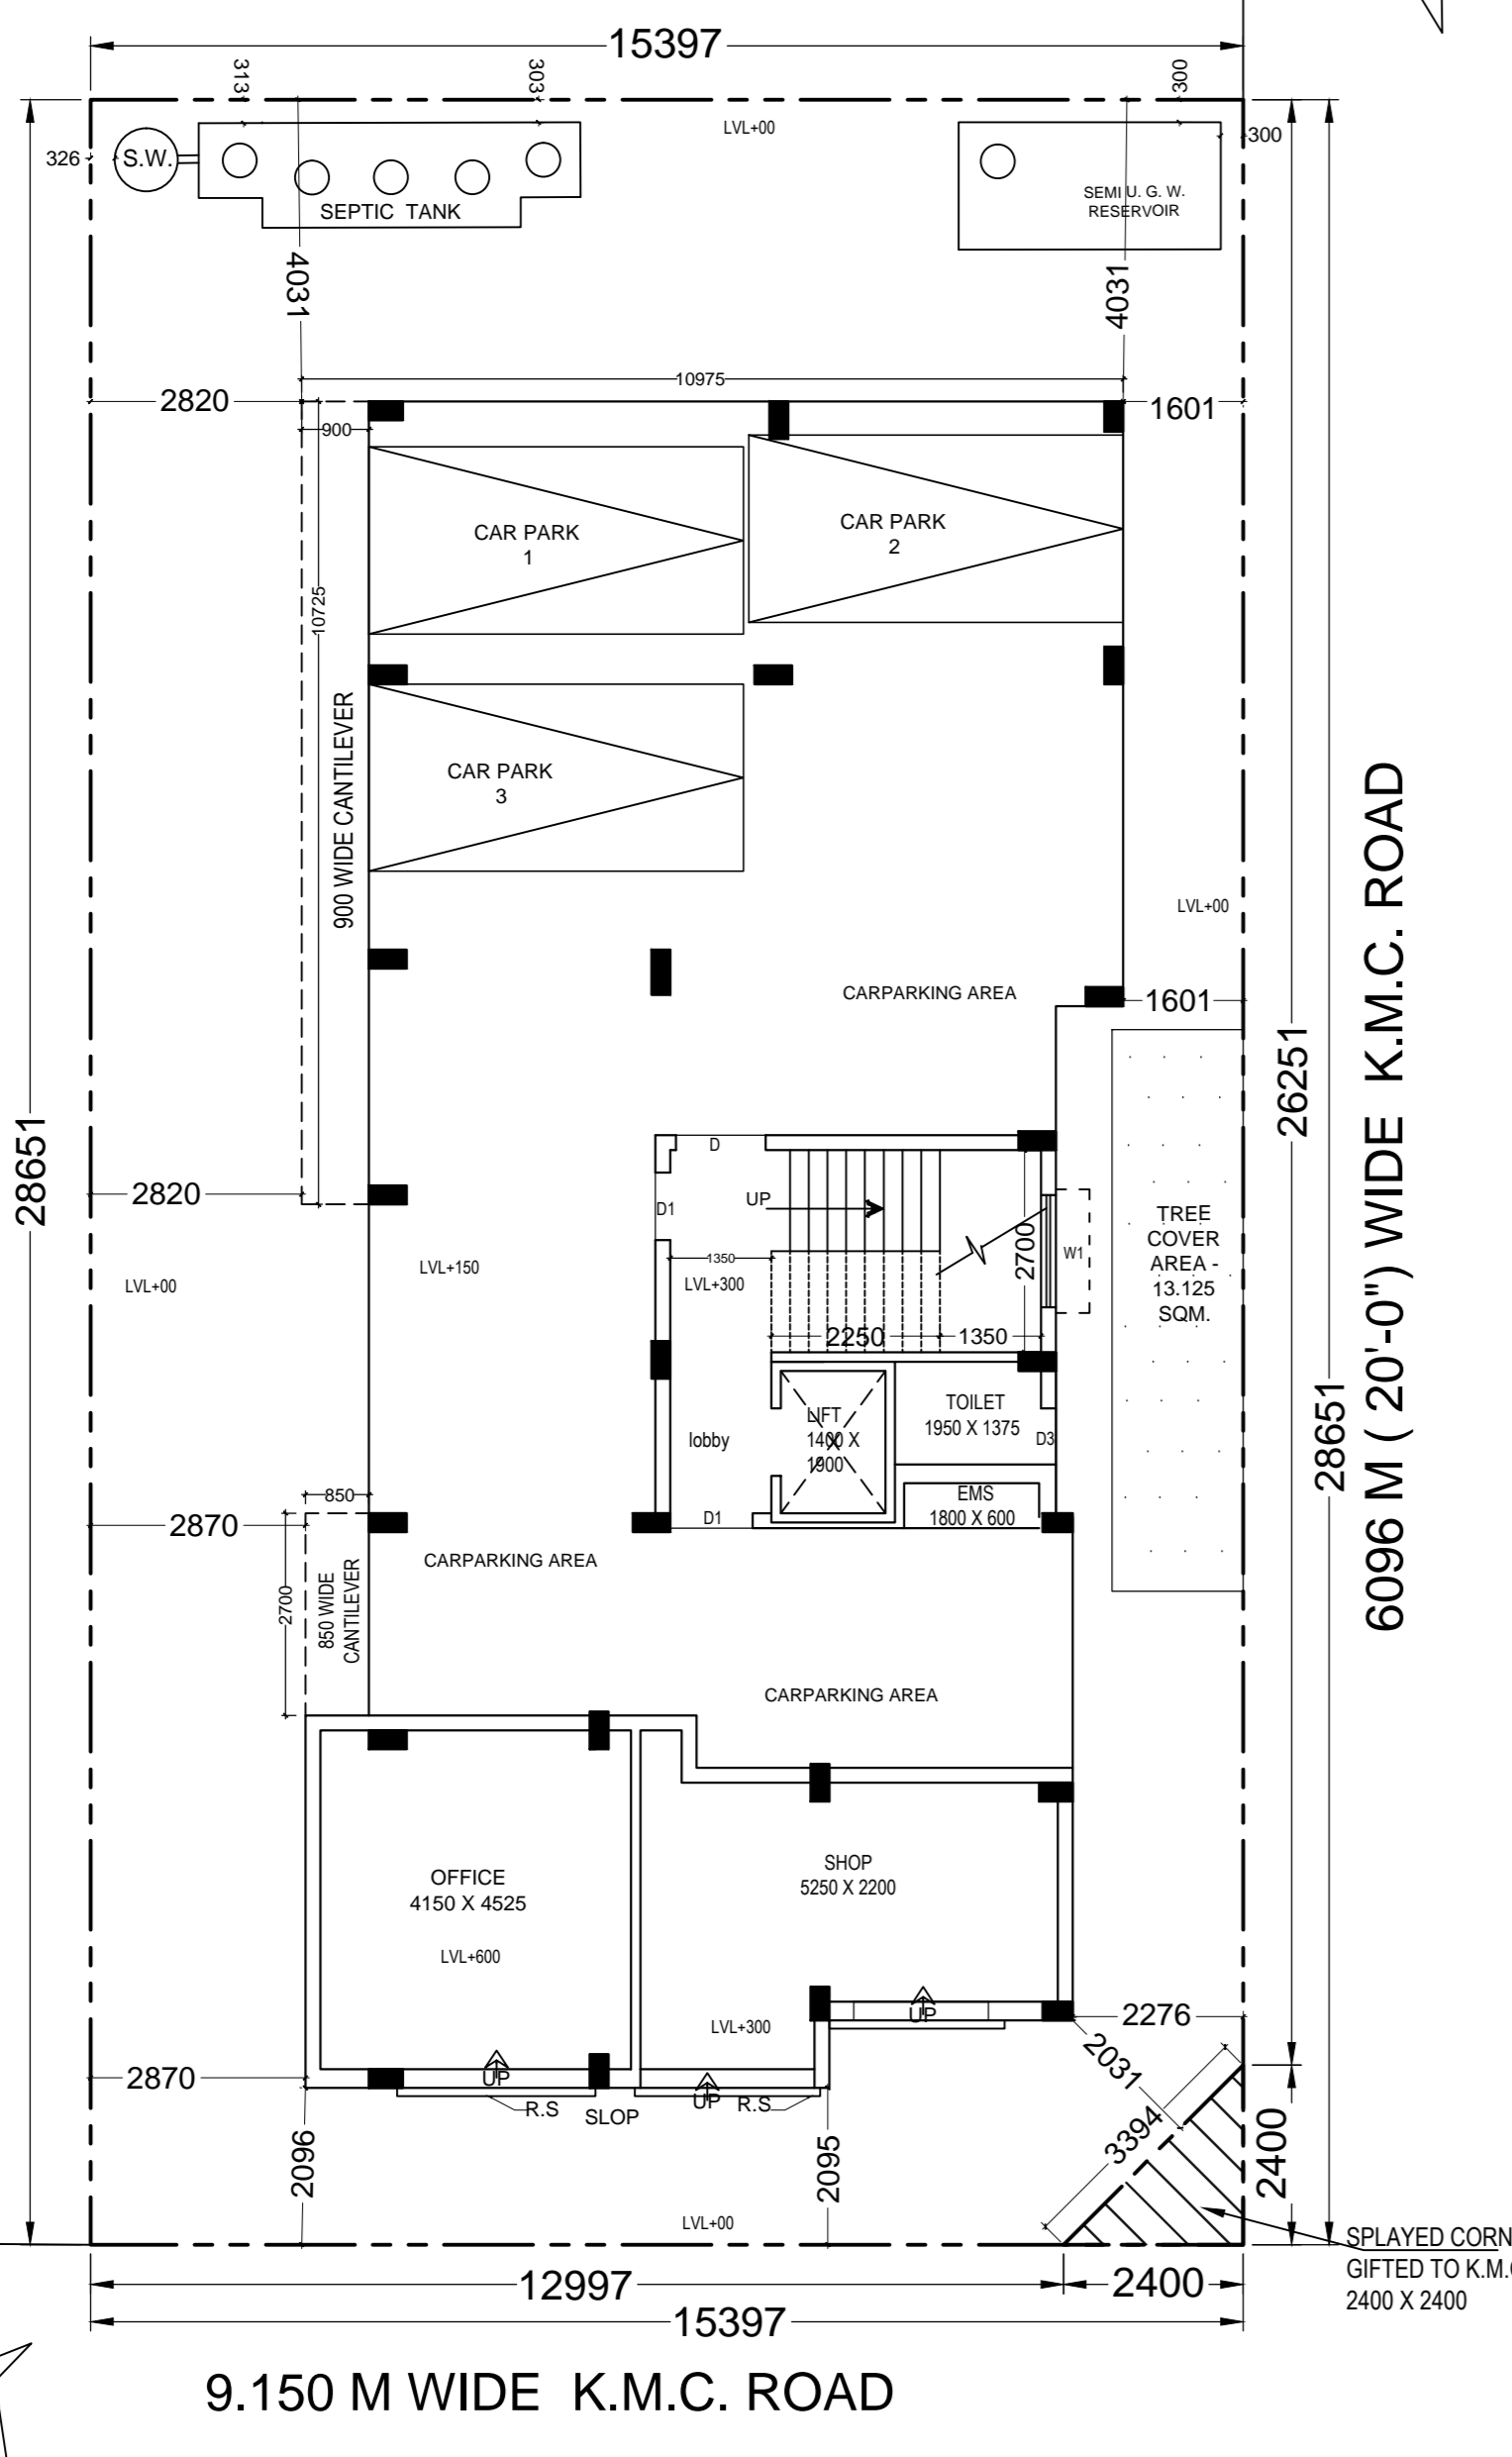 15397
313
303
300
LVL+00
326
S.W.
300
SEPTIC TANK
SEMI U. G. W.
RESERVOIR
4031
4031
10975
2820
1601
900
CAR PARK
1
CAR PARK
2
10725
900 WIDE CANTILEVER
CAR PARK
3
LVL+00
CARPARKING AREA
1601
26251
28651
28651
6096 M ( 20'-0") WIDE K.M.C. ROAD
D
2820
D1
UP
TREE
COVER
AREA -
13.125
SQM.
2700
W1
1350
LVL+150
LVL+300
LVL+00
2250
1350
TOILET
1950 X 1375
LIFT
1400 X
1900
lobby
D3
EMS
1800 X 600
850
2870
D1
CARPARKING AREA
2700
850 WIDE
CANTILEVER
CARPARKING AREA
OFFICE
4150 X 4525
SHOP
5250 X 2200
LVL+600
UP
2276
LVL+300
2870
UP
UP
R.S
SLOP
R.S
2031
3394
2400
2096
2095
LVL+00
SPLAYED CORN
GIFTED TO K.M.C
2400 X 2400
12997
2400
15397
9.150 M WIDE K.M.C. ROAD